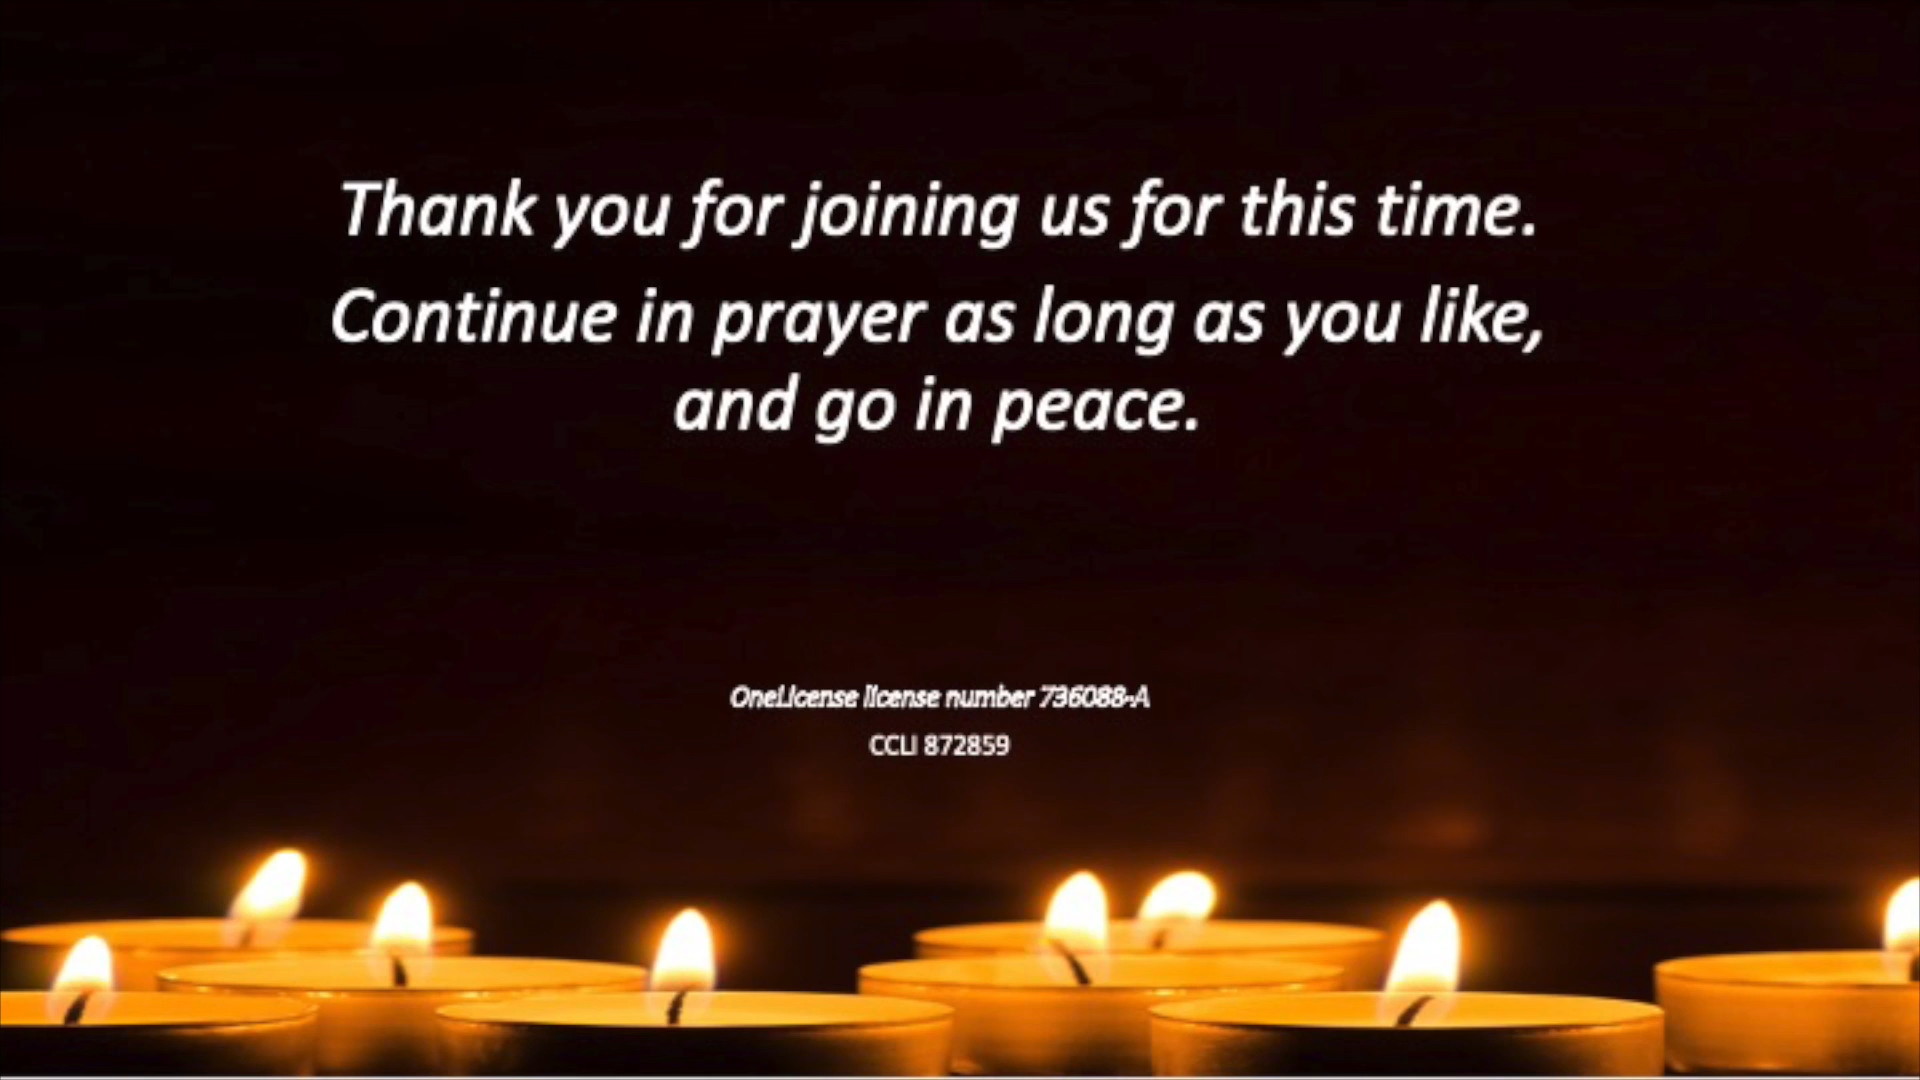 Thank you for joining us for this time.
Continue in prayer as long as you like,
and go in peace.
OneLicense license number 736088-A
CCLI 872859